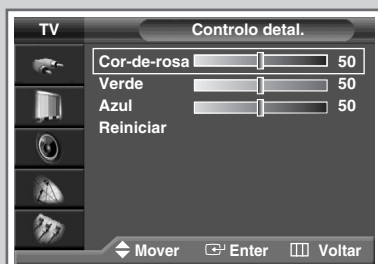 TV Controlo detal.
Cor-de-rosa 50
Verde 50
Azul 50
Reiniciar
Mover Enter Voltar